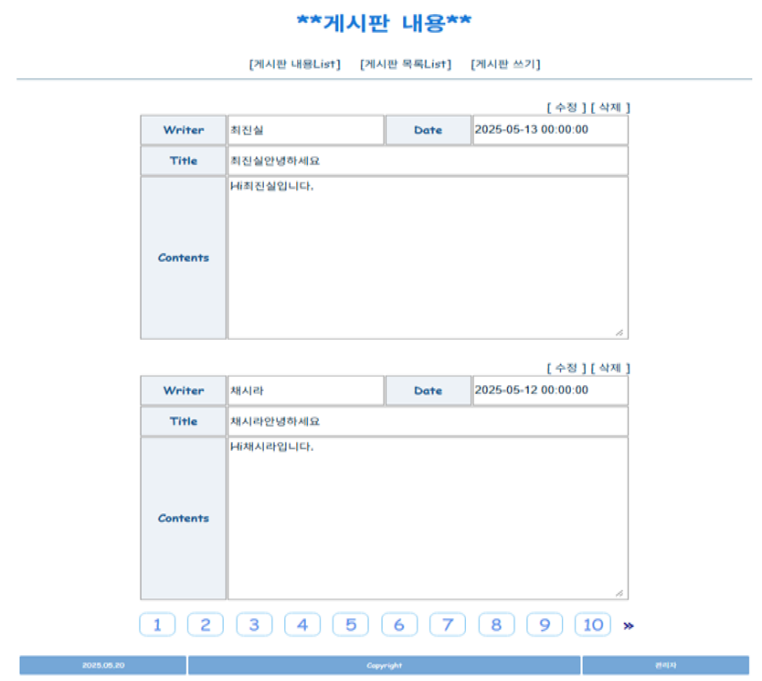 **게시판 내용**
[게시판 내용List] [게시판 목록List] [게시판 쓰기]
[ 수정 ] [ 삭제 ]
Writer 최진실 Date 2025-05-13 00:00:00
Title 최진실안녕하세요
Hi최진실입니다.
Contents
[ 수정 ] [ 삭제 ]
Writer 채시라 Date 2025-05-12 00:00:00
Title 채시라안녕하세요
Hi채시라입니다.
Contents
1 2 3 4 5 6 7 8 9 10 »
2025.05.20 Copyright 관리자